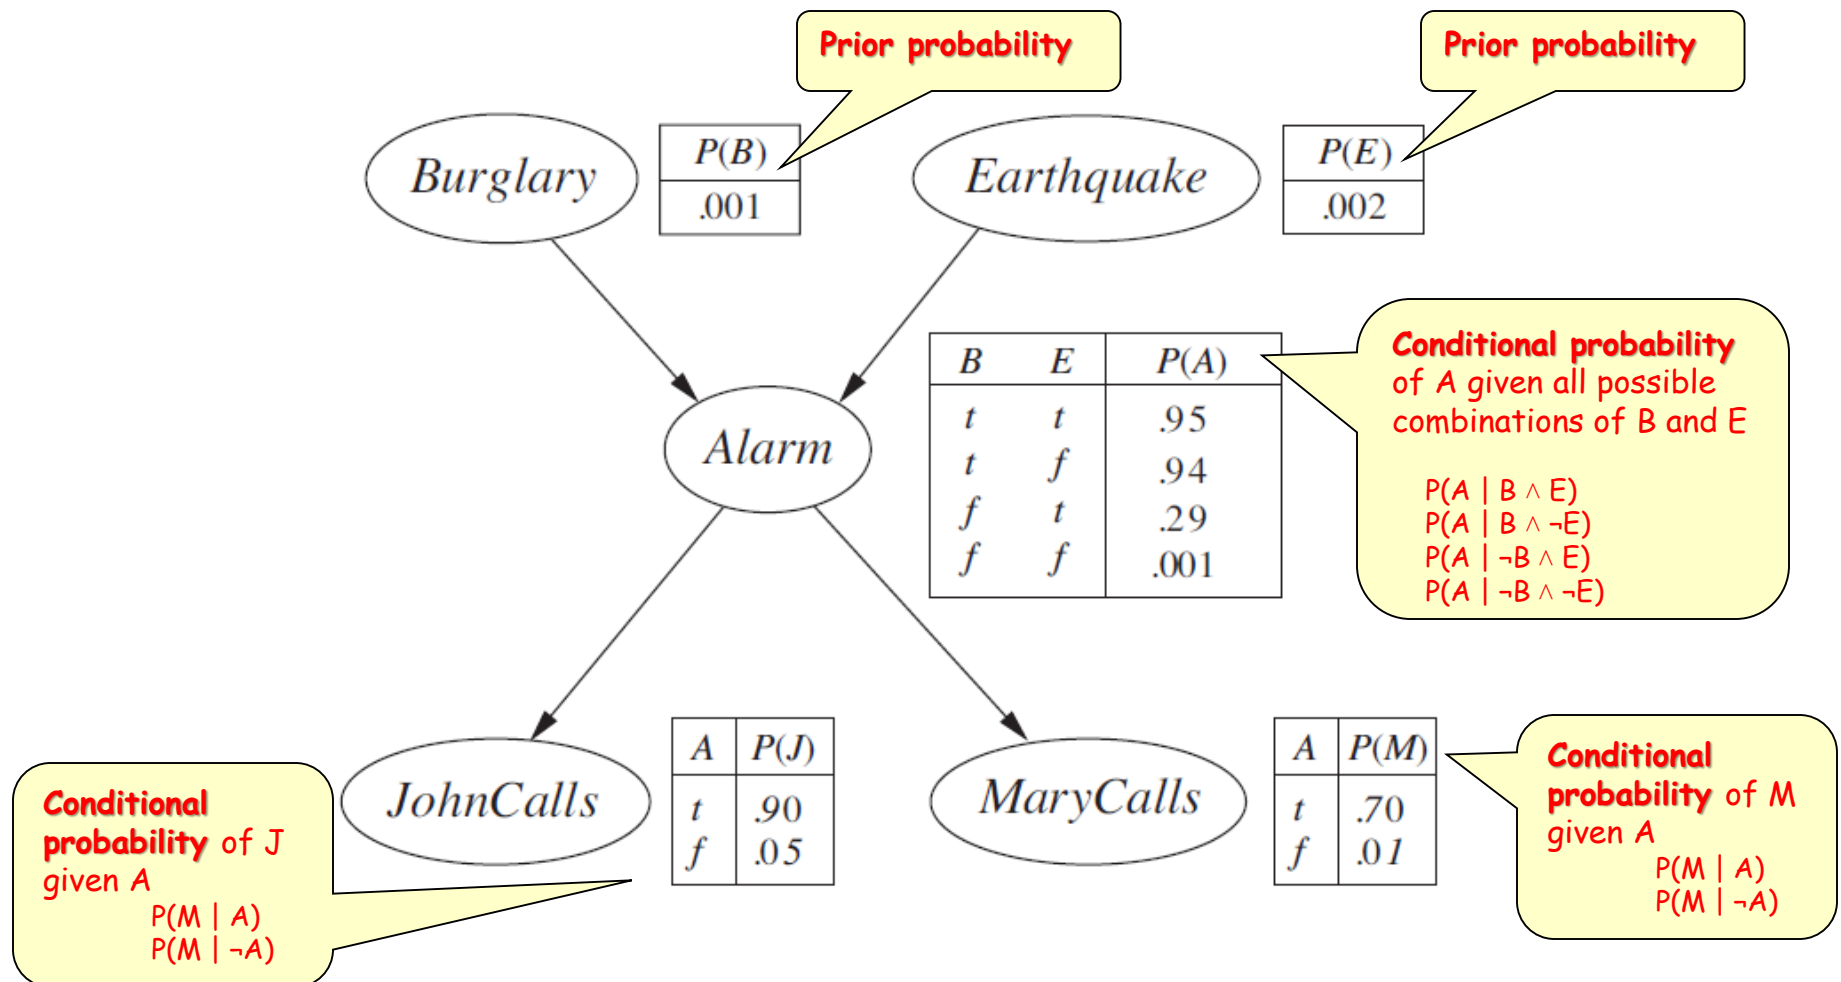 Prior probability
Prior probability
Burglary
P(B)
.001
Earthquake
P(E)
.002
B E P(A)
t t .95
t f .94
f t .29
f f .001
Conditional probability
of A given all possible
combinations of B and E
P(A | B ∧ E)
P(A | B ∧ ¬E)
P(A | ¬B ∧ E)
P(A | ¬B ∧ ¬E)
Alarm
Conditional
probability of J
given A
P(M | A)
P(M | ¬A)
JohnCalls
A P(J)
t .90
f .05
MaryCalls
A P(M)
t .70
f .01
Conditional
probability of M
given A
P(M | A)
P(M | ¬A)